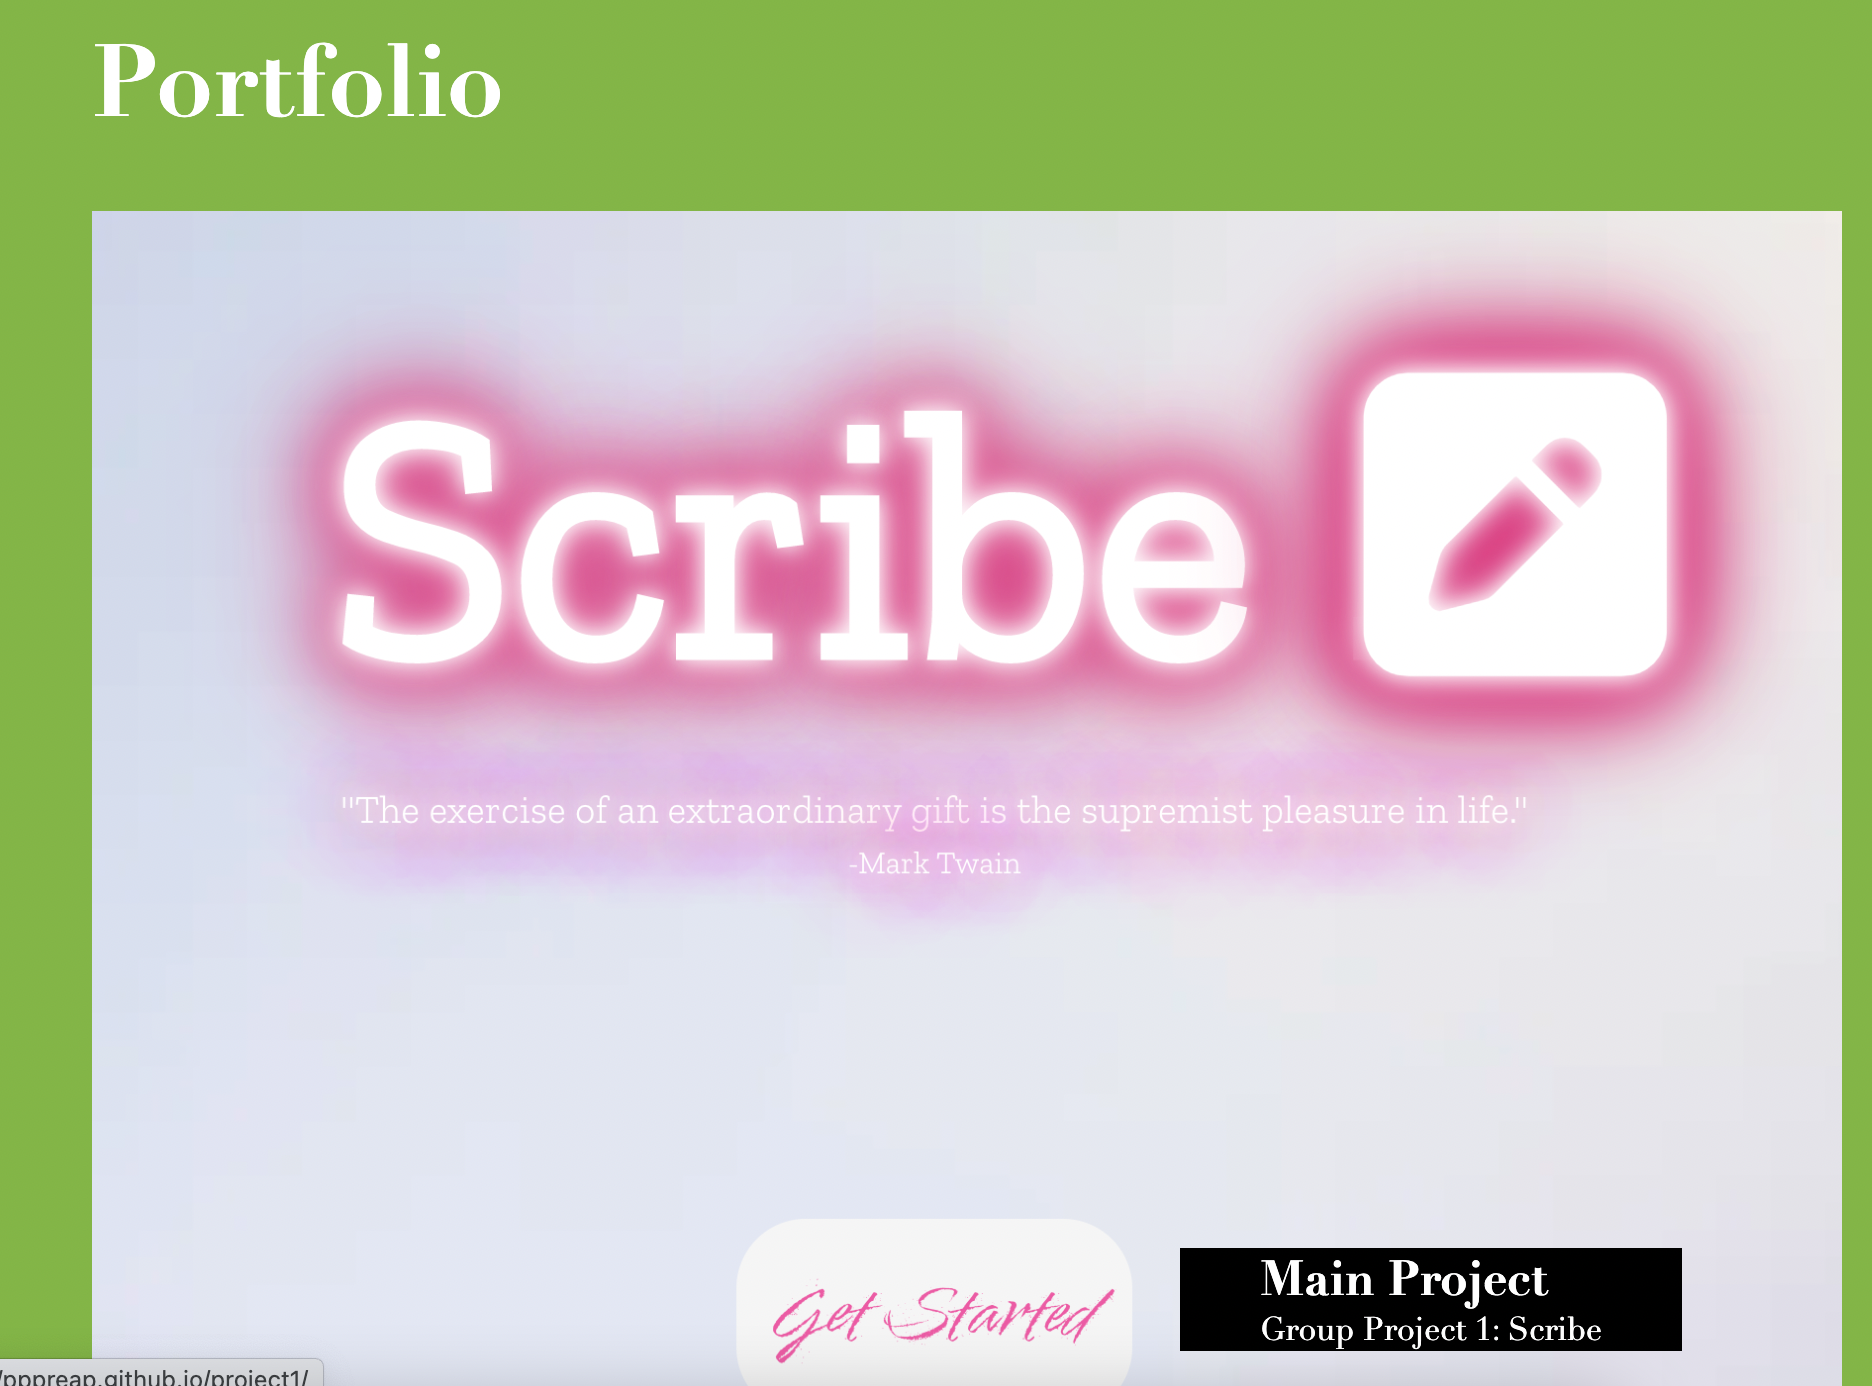 Portfolio
Scribe
"The exercise of an extraordinary gift is the supremist pleasure in life."
-Mark Twain
Get Started
Main Project
Group Project 1: Scribe
/pppreap.github.io/project1/